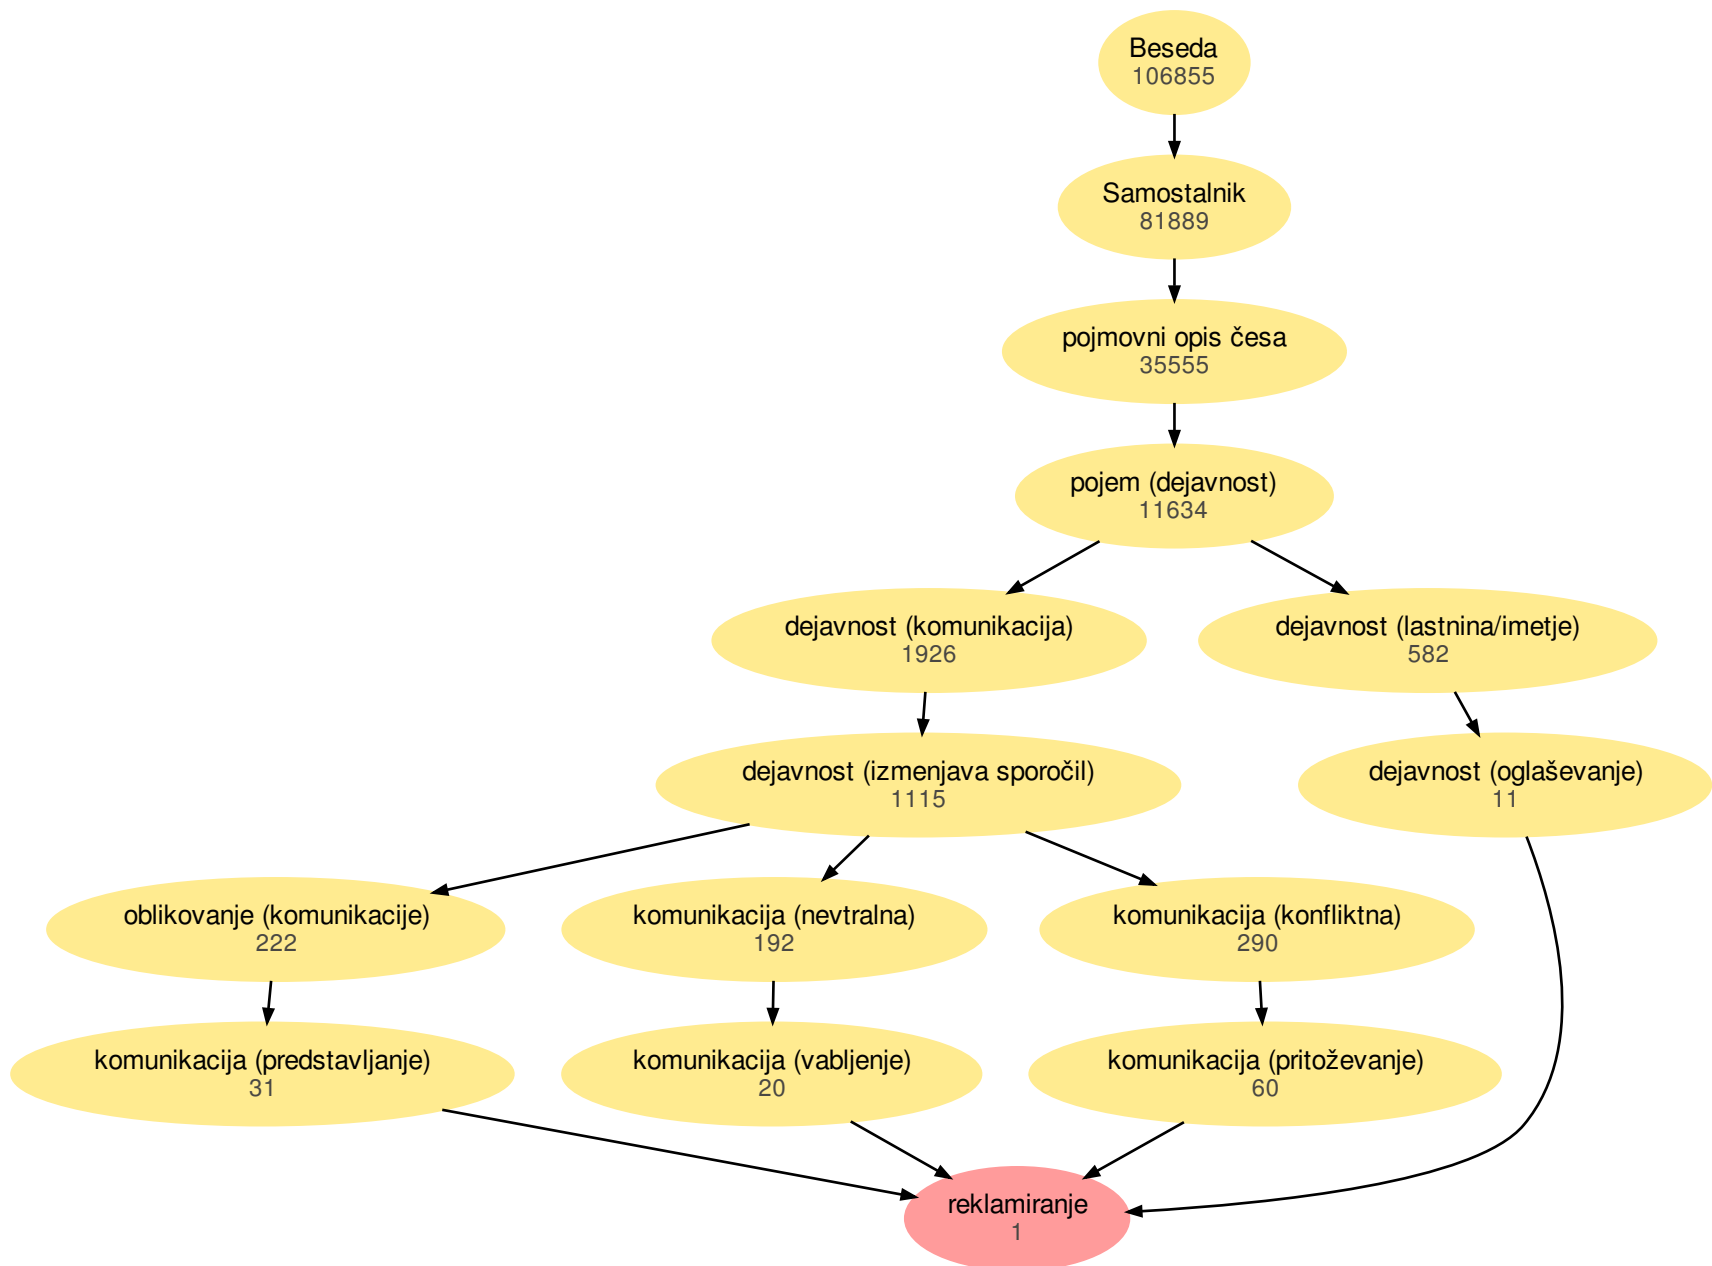 Beseda
106855
Samostalnik
81889
pojmovni opis česa
35555
pojem (dejavnost)
11634
dejavnost (komunikacija)
1926
dejavnost (lastnina/imetje)
582
dejavnost (izmenjava sporočil)
1115
dejavnost (oglaševanje)
11
oblikovanje (komunikacije)
222
komunikacija (nevtralna)
192
komunikacija (konfliktna)
290
komunikacija (predstavljanje)
31
komunikacija (vabljenje)
20
komunikacija (pritoževanje)
60
reklamiranje
1